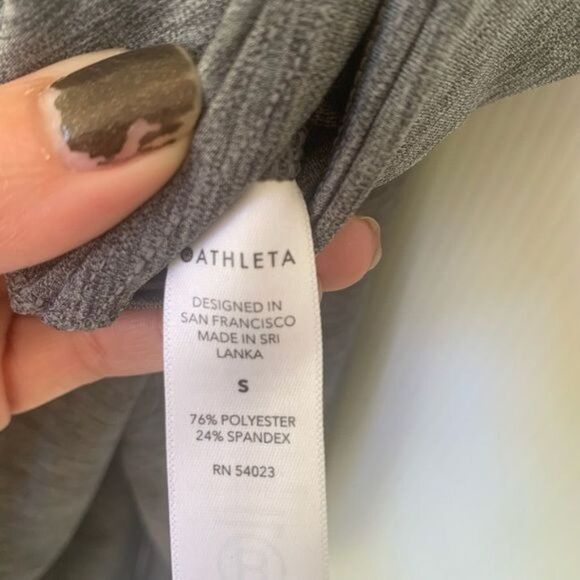 ATHLETA
DESIGNED IN
SAN FRANCISCO
MADE IN SRI
LANKA
S
76% POLYESTER
24% SPANDEX
RN 54023